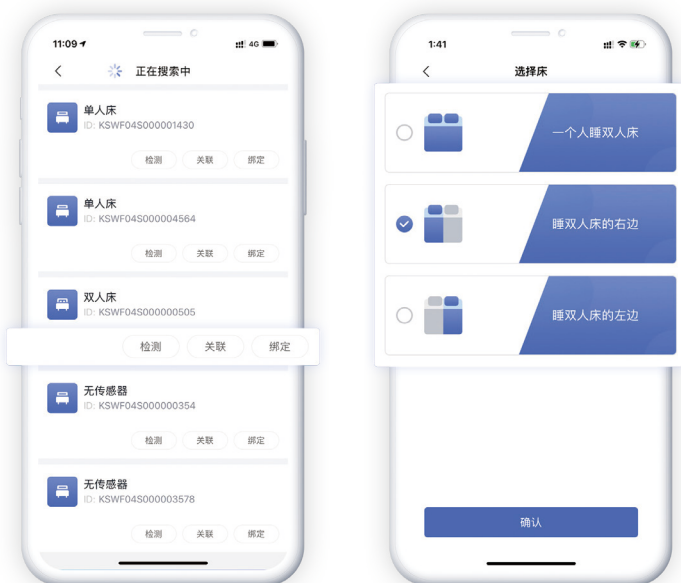 11:09
4G
正在搜索中
单人床
ID: KSWF04S000001430
检测 关联 绑定
单人床
ID: KSWF04S000004564
检测 关联 绑定
双人床
ID: KSWF04S000000505
检测 关联 绑定
无传感器
ID: KSWF04S000000354
检测 关联 绑定
无传感器
ID: KSWF04S000003578
检测 关联 绑定
1:41
选择床
一个人睡双人床
睡双人床的右边
睡双人床的左边
确认